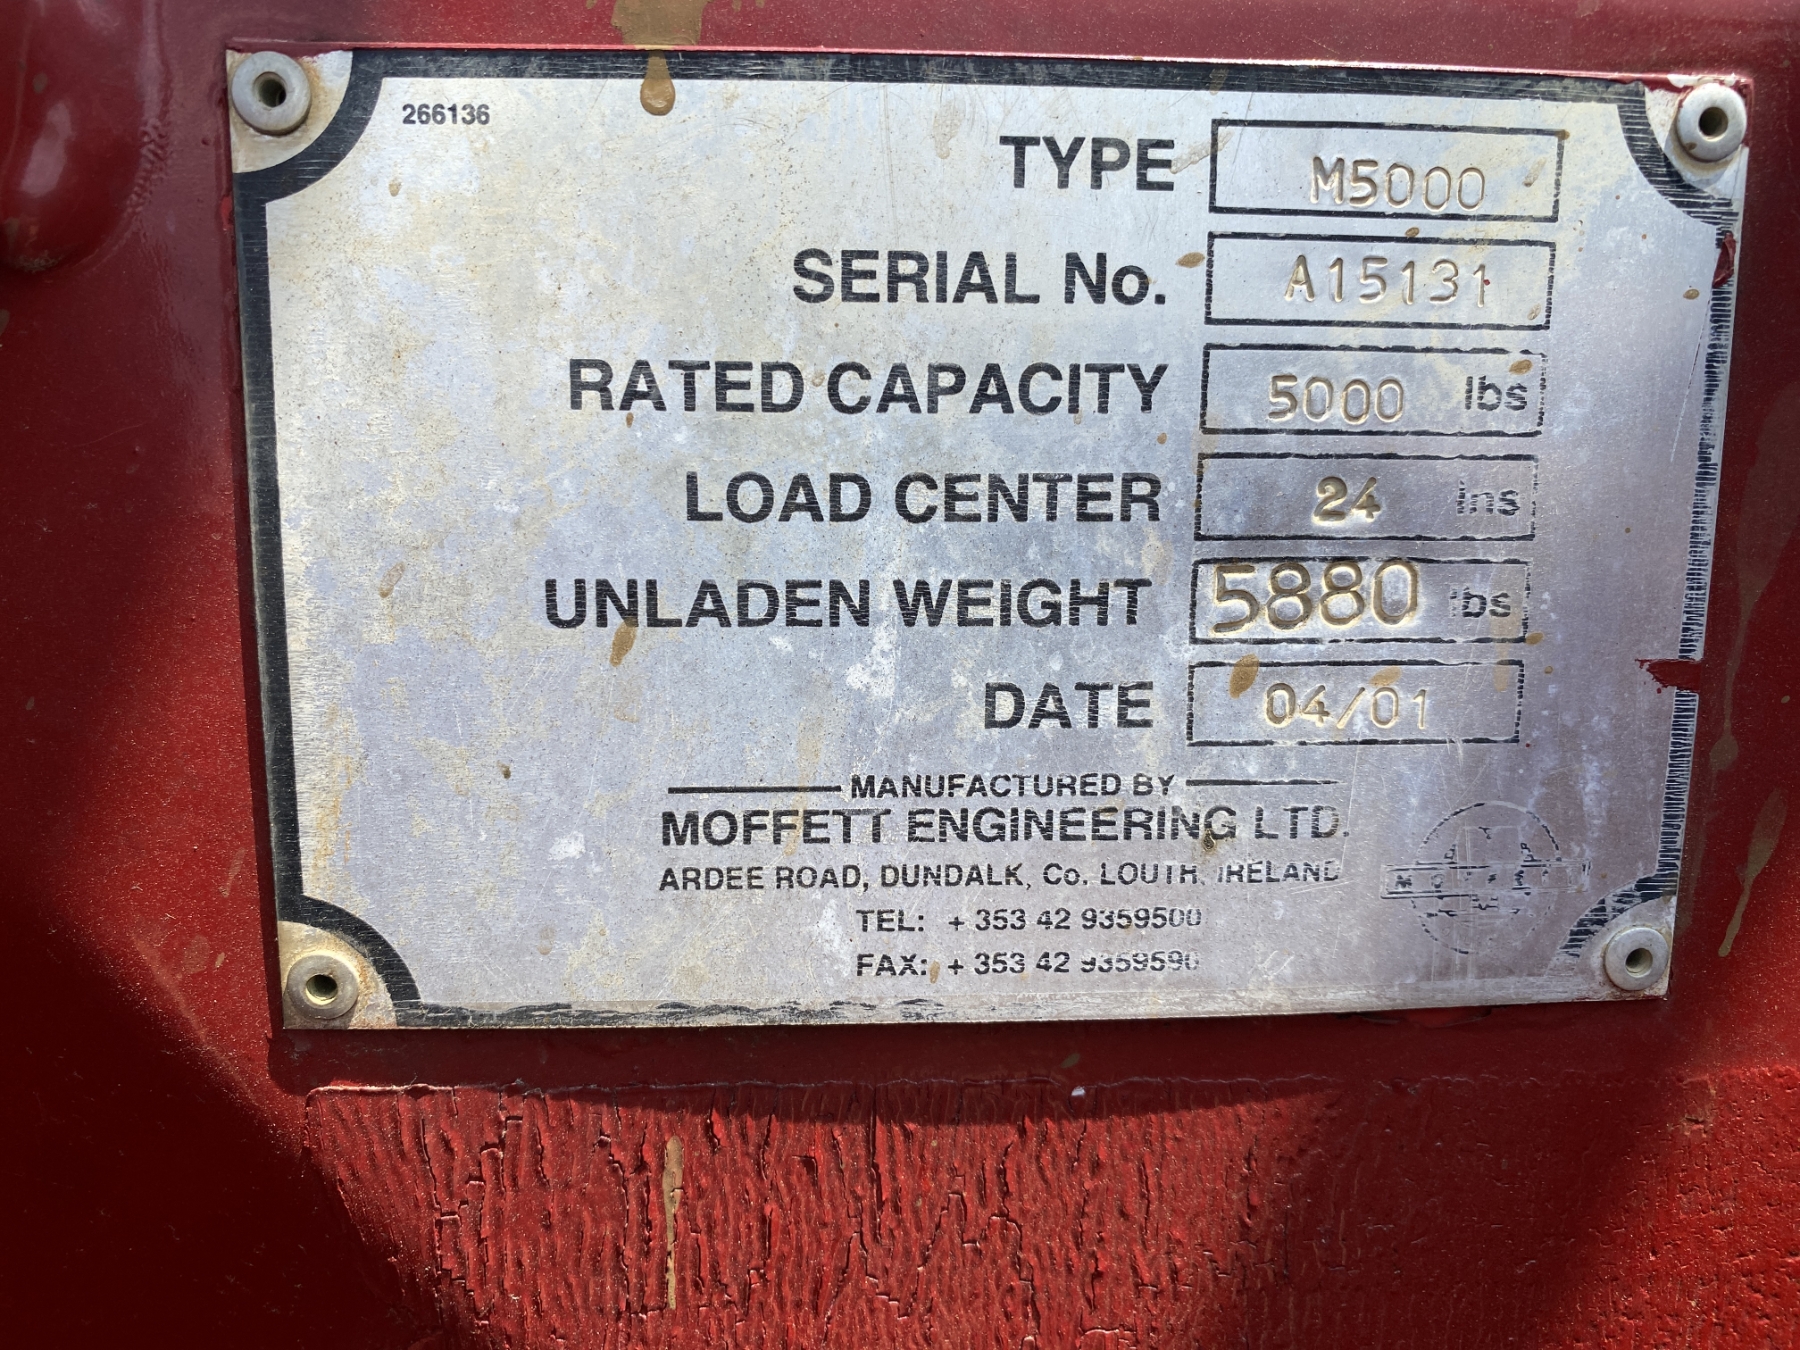 266136
TYPE M5000
SERIAL No. A15131
RATED CAPACITY 5000 lbs
LOAD CENTER 24 ins
UNLADEN WEIGHT 5880 lbs
DATE 04/01
MANUFACTURED BY
MOFFETT ENGINEERING LTD.
ARDEE ROAD, DUNDALK, Co. LOUTH, IRELAND
TEL: + 353 42 9359500
FAX: + 353 42 9359590